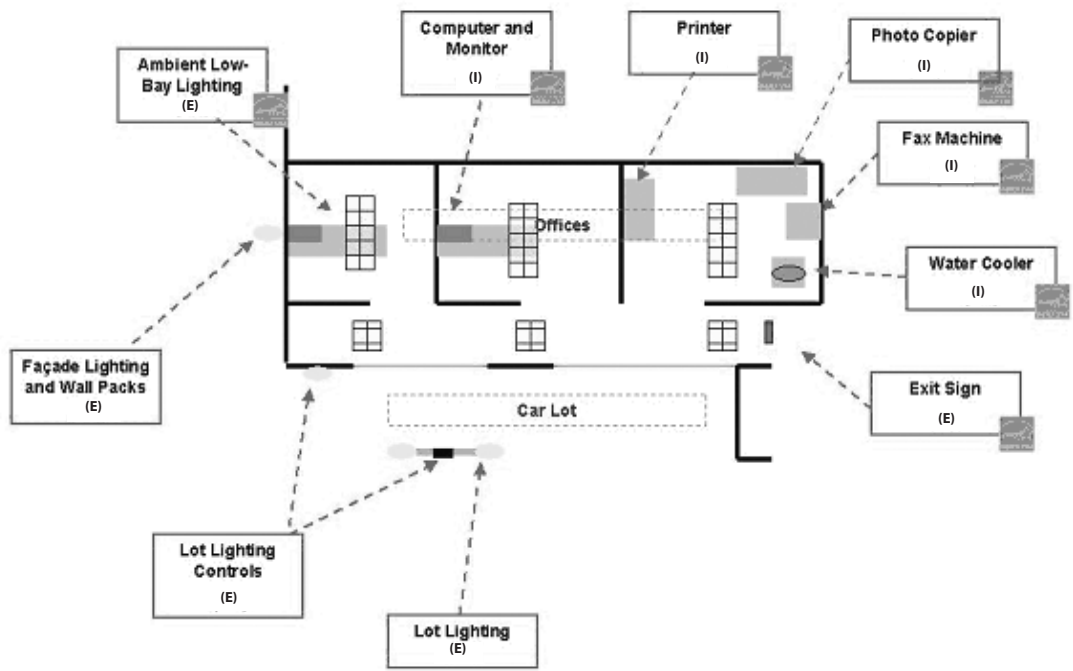 Computer and
Monitor
(I)
Printer
(I)
Photo Copier
(I)
Ambient Low-
Bay Lighting
(E)
Fax Machine
(I)
Offices
Water Cooler
(I)
Façade Lighting
and Wall Packs
(E)
Exit Sign
(E)
Car Lot
Lot Lighting
Controls
(E)
Lot Lighting
(E)